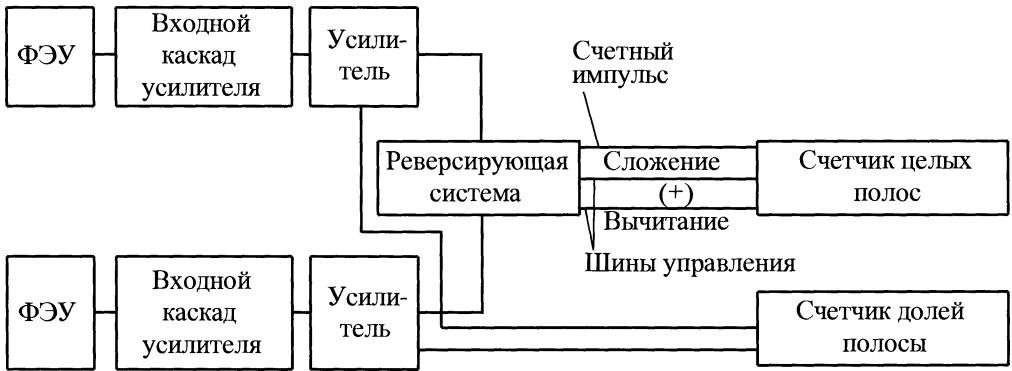 ФЭУ
Входной
каскад
усилителя
Усили-
тель
Счетный
импульс
Реверсирующая
система
Сложение
(+)
Вычитание
Шины управления
Счетчик целых
полос
ФЭУ
Входной
каскад
усилителя
Усили-
тель
Счетчик долей
полосы